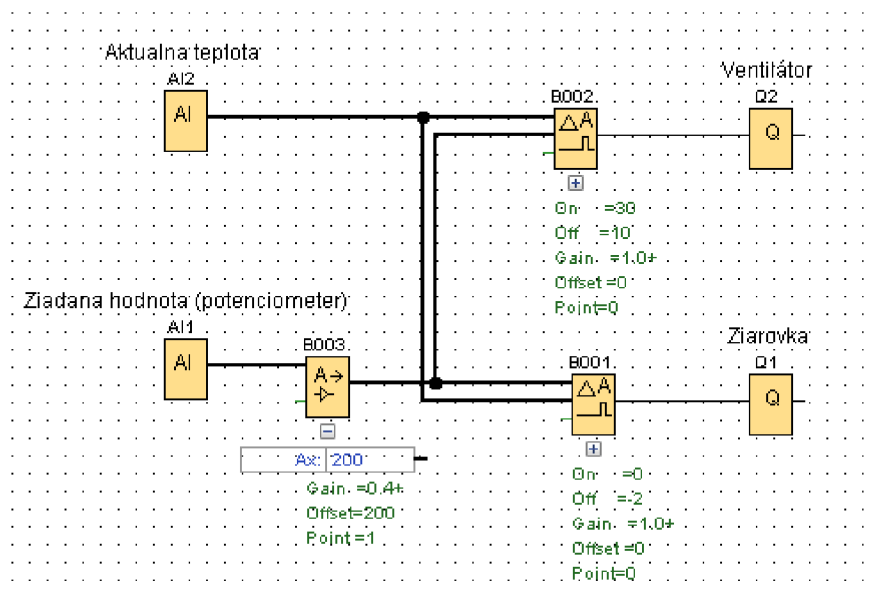 Aktualna teplota
AI2
AI
Ventilátor
B002
Q2
ΔA
Q
On =30
Off =10
Gain =1.0+
Offset =0
Point=0
Ziadana hodnota (potenciometer)
AI1
AI
B003
A→
Ax: 200
Gain =0.4+
Offset=200
Point =1
Ziarovka
B001
Q1
ΔA
Q
On =0
Off =-2
Gain =1.0+
Offset =0
Point=0